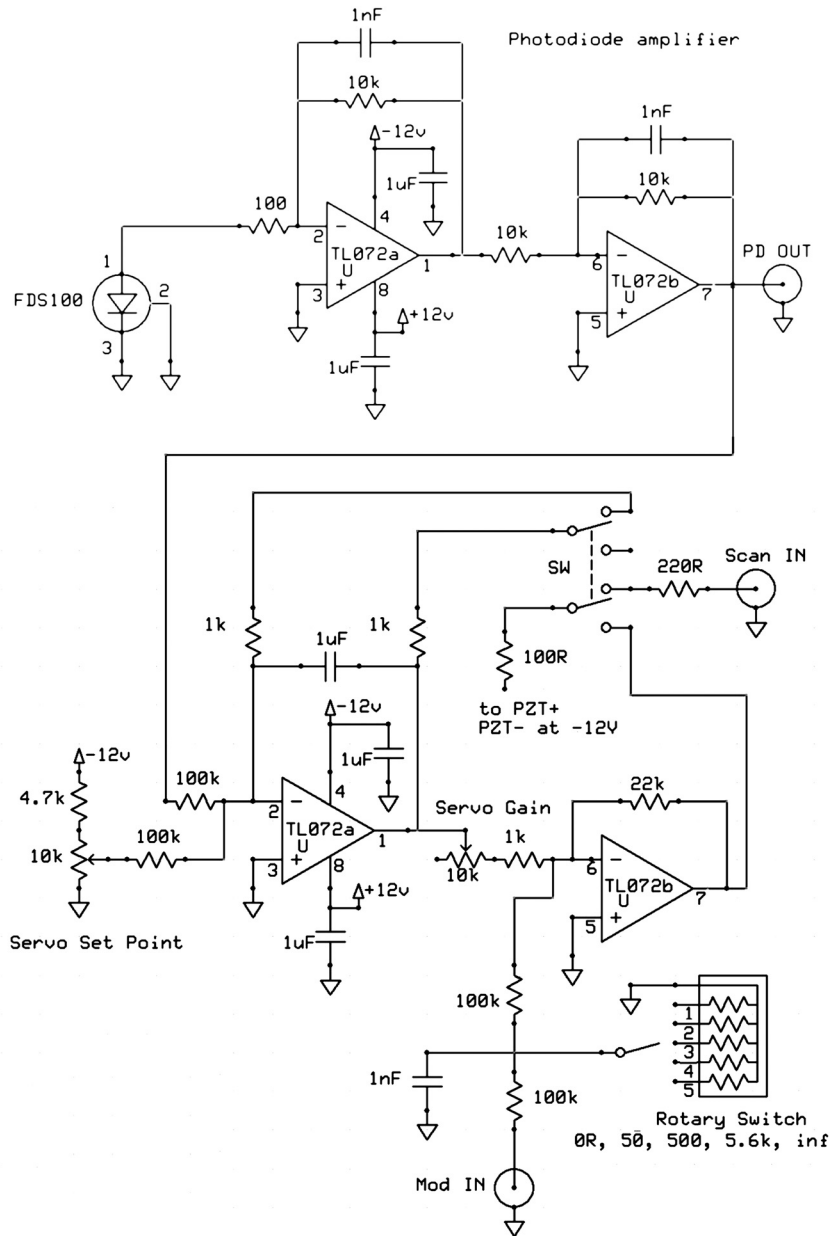 Photodiode amplifier
1nF
10k
-12v
1uF
1nF
10k
100
2
4
TL072a
U
1
3
8
+12v
1uF
10k
6
TL072b
U
7
5
PD OUT
1
FDS100
2
3
SW
Scan IN
220R
1k
1uF
1k
100R
to PZT+
PZT- at -12V
-12v
1uF
-12v
4.7k
100k
10k
100k
Servo Set Point
2
4
TL072a
U
1
3
8
+12v
1uF
Servo Gain
10k
1k
22k
6
TL072b
U
7
5
100k
1nF
100k
Mod IN
1
2
3
4
5
Rotary Switch
0R, 50, 500, 5.6k, inf